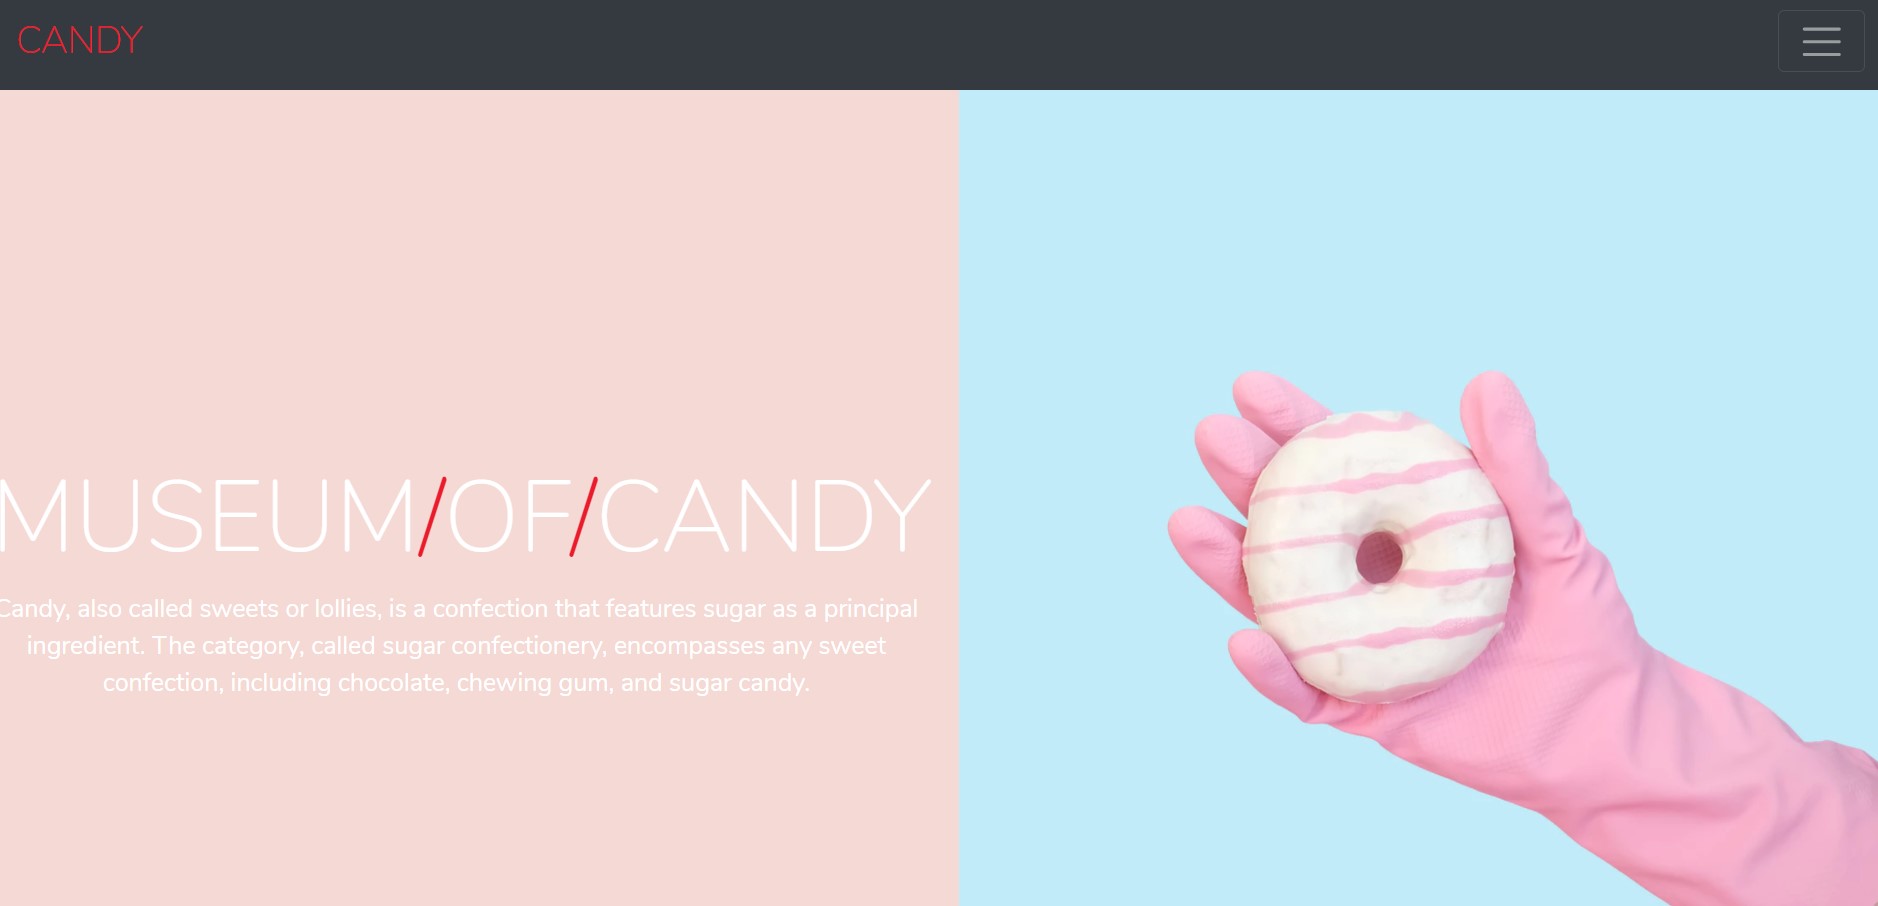 CANDY
MUSEUM/OF/CANDY
Candy, also called sweets or lollies, is a confection that features sugar as a principal
ingredient. The category, called sugar confectionery, encompasses any sweet
confection, including chocolate, chewing gum, and sugar candy.